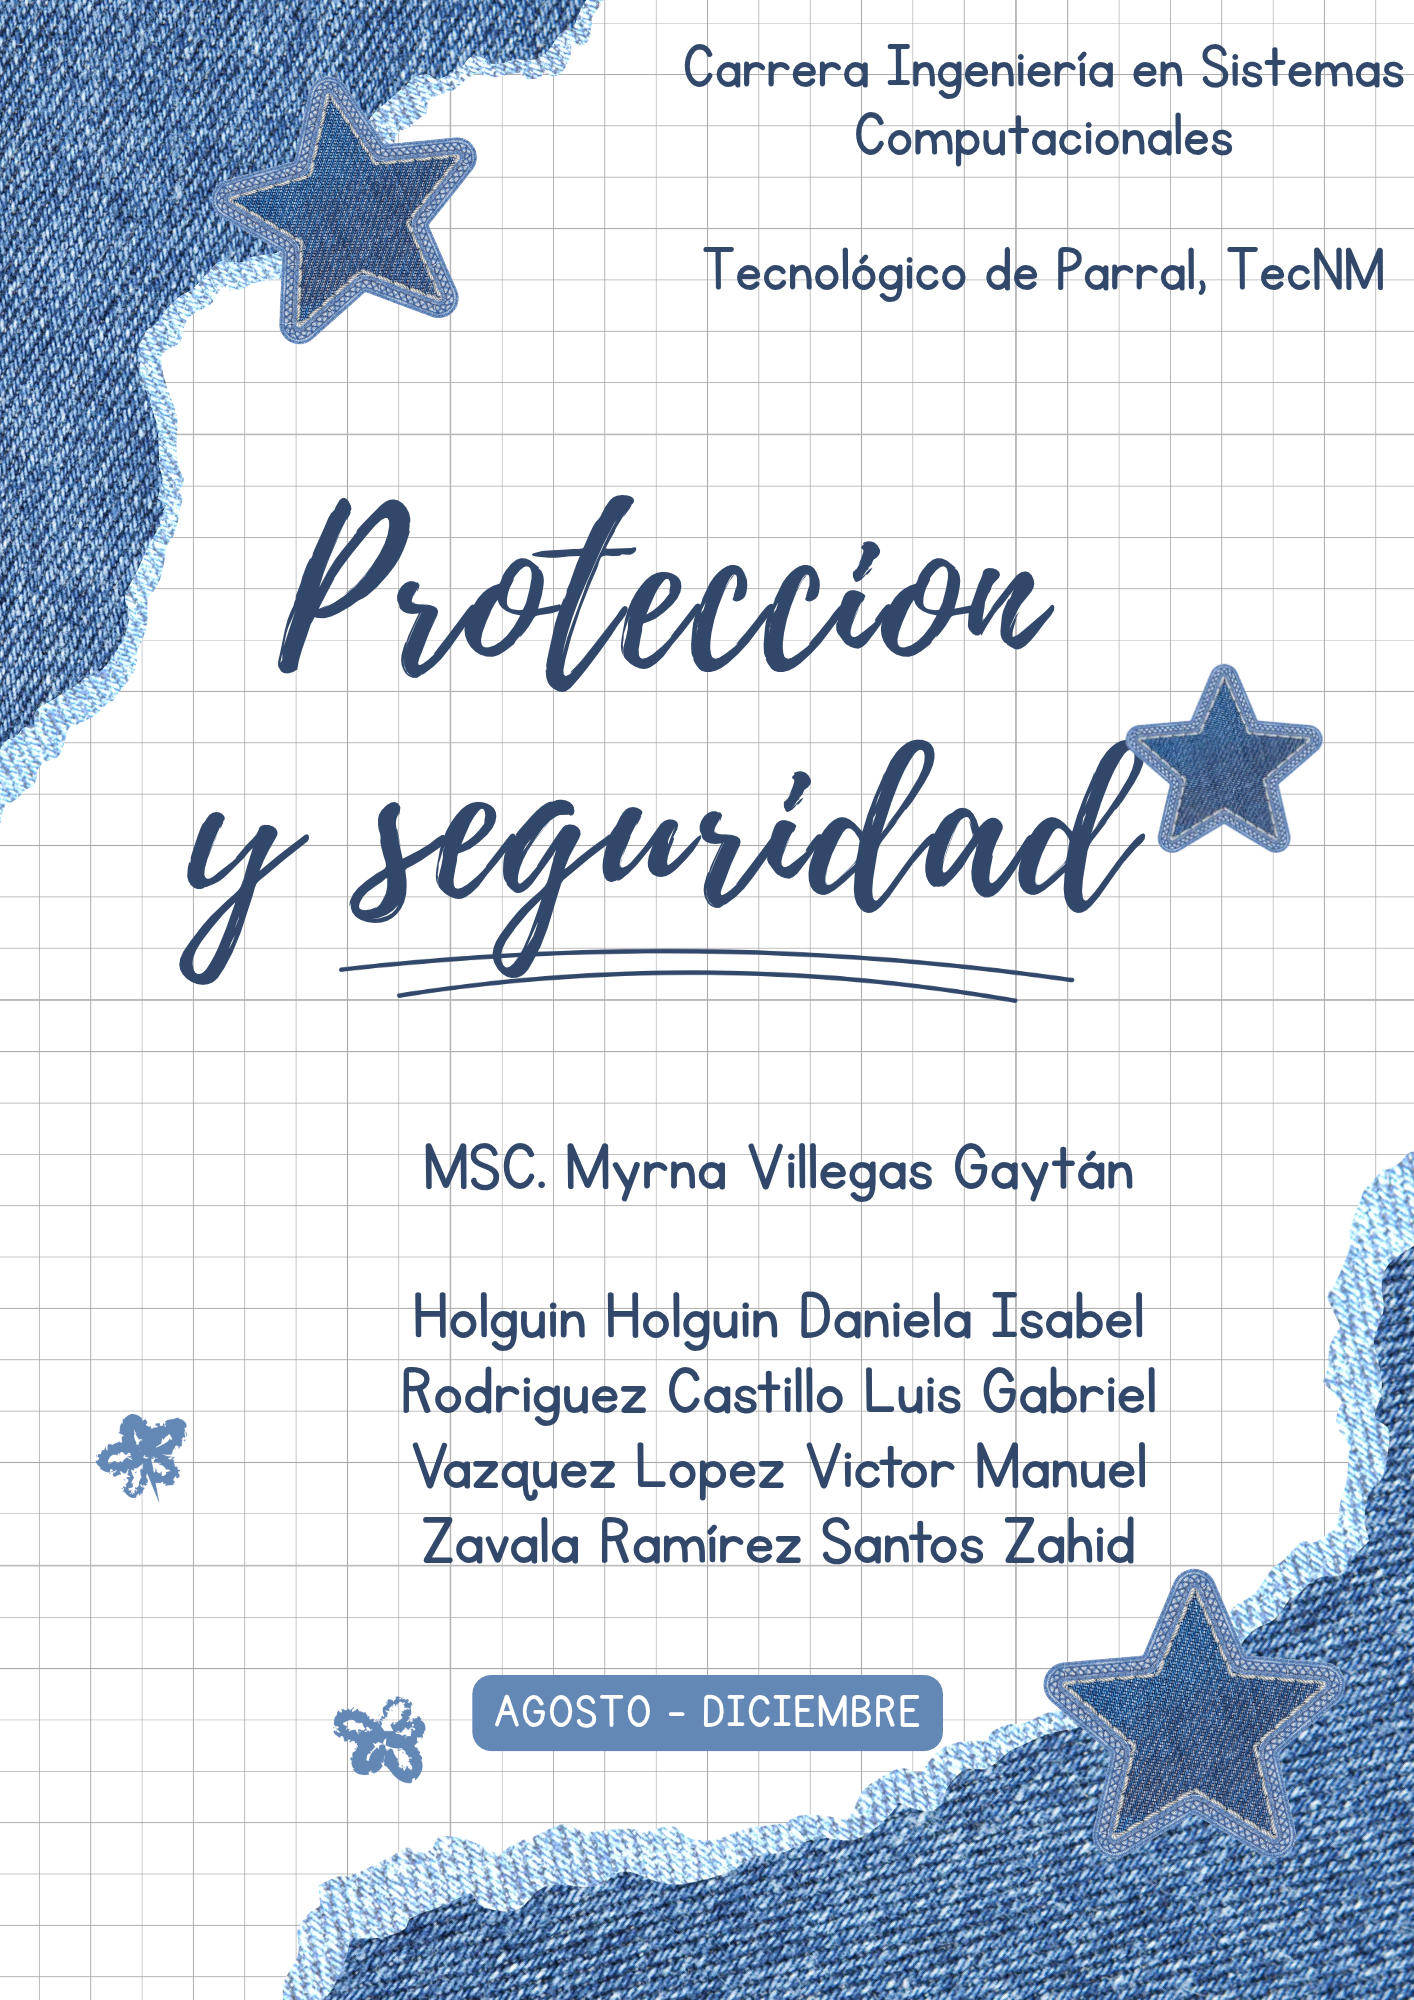 Carrera Ingeniería en Sistemas
Computacionales
Tecnológico de Parral, TecNM
Proteccion
y seguridad
MSC. Myrna Villegas Gaytán
Holguin Holguin Daniela Isabel
Rodriguez Castillo Luis Gabriel
Vazquez Lopez Victor Manuel
Zavala Ramírez Santos Zahid
AGOSTO - DICIEMBRE